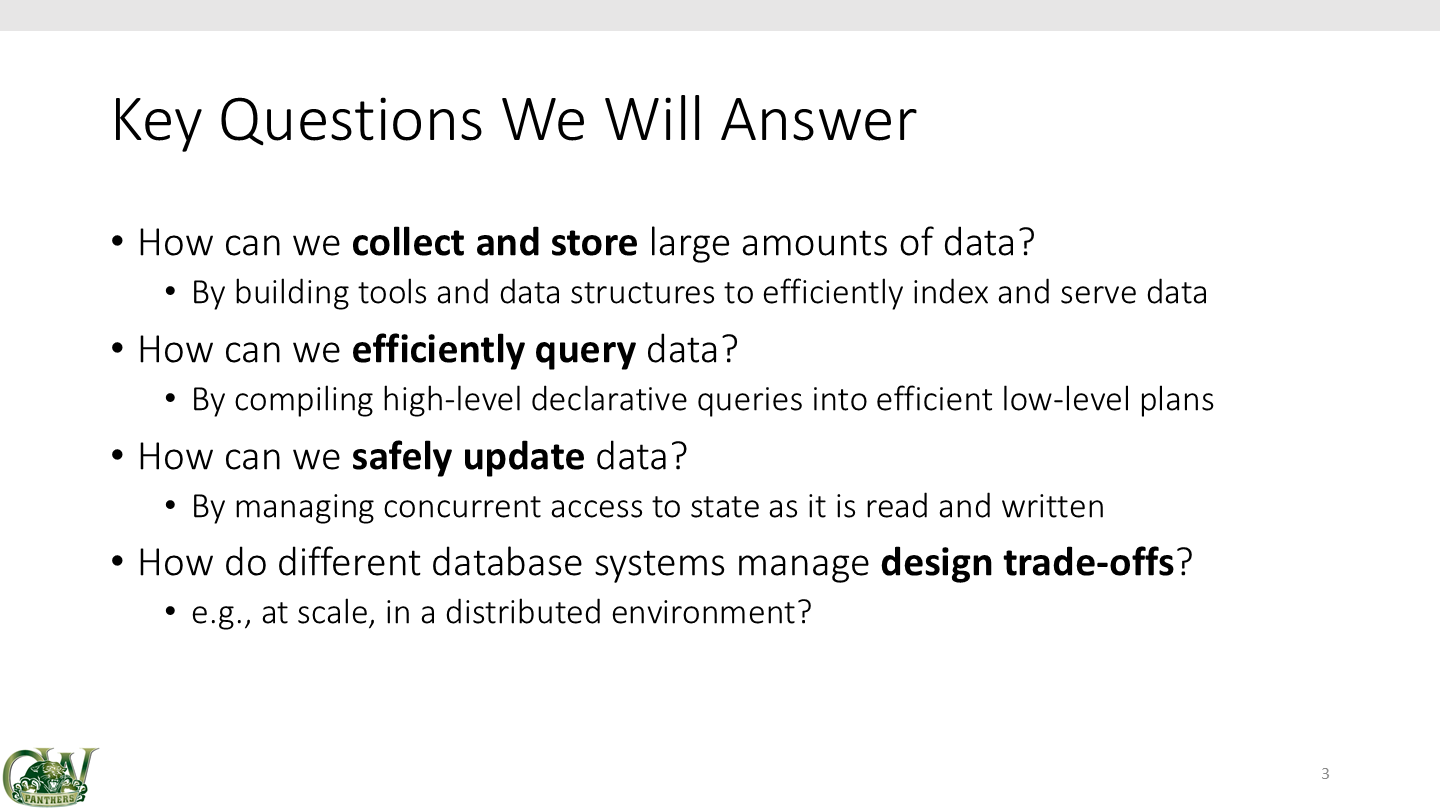 Key Questions We Will Answer
• How can we collect and store large amounts of data?
• By building tools and data structures to efficiently index and serve data
• How can we efficiently query data?
• By compiling high-level declarative queries into efficient low-level plans
• How can we safely update data?
• By managing concurrent access to state as it is read and written
• How do different database systems manage design trade-offs?
• e.g., at scale, in a distributed environment?
OW
PANTHERS
3